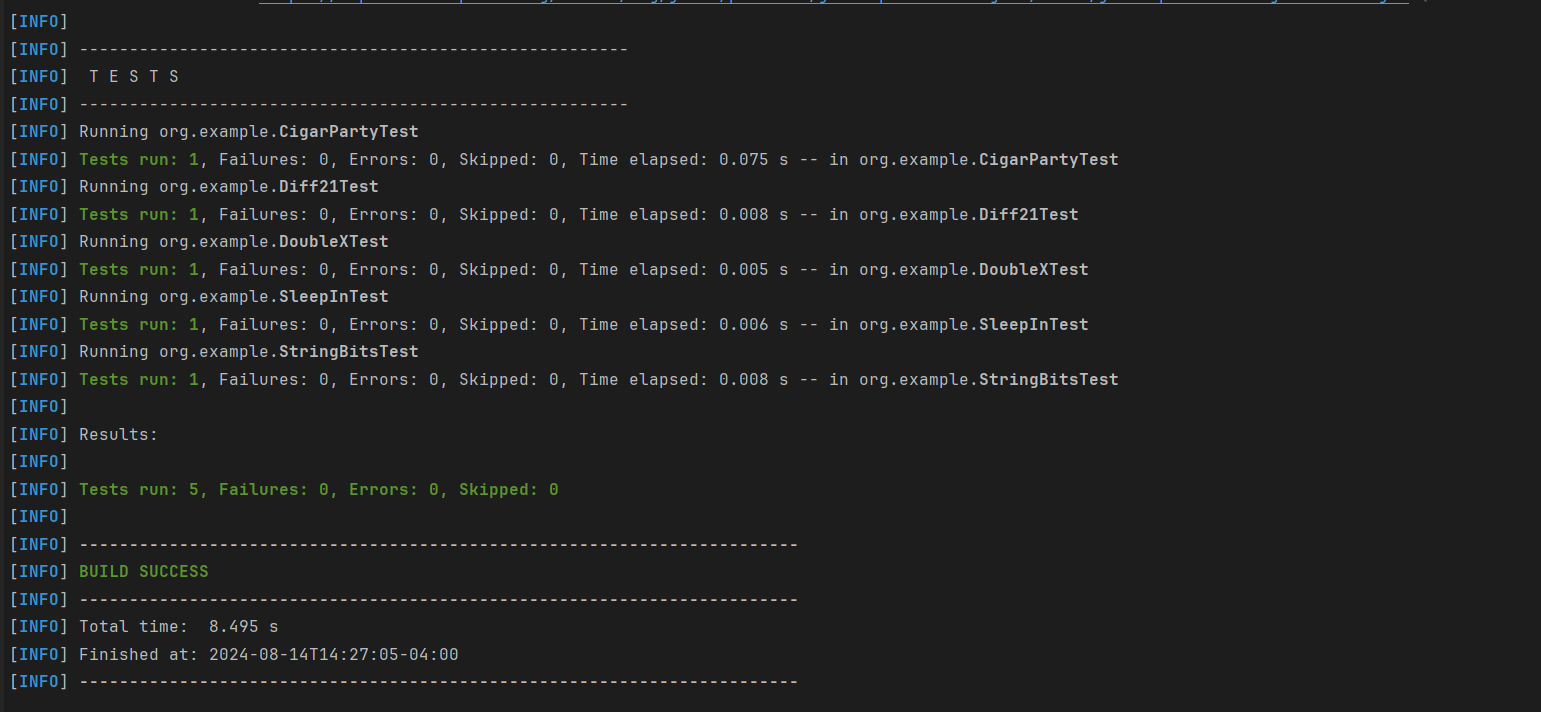 [INFO]
[INFO] -------------------------------------------------------
[INFO]  T E S T S
[INFO] -------------------------------------------------------
[INFO] Running org.example.CigarPartyTest
[INFO] Tests run: 1, Failures: 0, Errors: 0, Skipped: 0, Time elapsed: 0.075 s -- in org.example.CigarPartyTest
[INFO] Running org.example.Diff21Test
[INFO] Tests run: 1, Failures: 0, Errors: 0, Skipped: 0, Time elapsed: 0.008 s -- in org.example.Diff21Test
[INFO] Running org.example.DoubleXTest
[INFO] Tests run: 1, Failures: 0, Errors: 0, Skipped: 0, Time elapsed: 0.005 s -- in org.example.DoubleXTest
[INFO] Running org.example.SleepInTest
[INFO] Tests run: 1, Failures: 0, Errors: 0, Skipped: 0, Time elapsed: 0.006 s -- in org.example.SleepInTest
[INFO] Running org.example.StringBitsTest
[INFO] Tests run: 1, Failures: 0, Errors: 0, Skipped: 0, Time elapsed: 0.008 s -- in org.example.StringBitsTest
[INFO]
[INFO] Results:
[INFO]
[INFO] Tests run: 5, Failures: 0, Errors: 0, Skipped: 0
[INFO]
[INFO] ------------------------------------------------------------------------
[INFO] BUILD SUCCESS
[INFO] ------------------------------------------------------------------------
[INFO] Total time:  8.495 s
[INFO] Finished at: 2024-08-14T14:27:05-04:00
[INFO] ------------------------------------------------------------------------